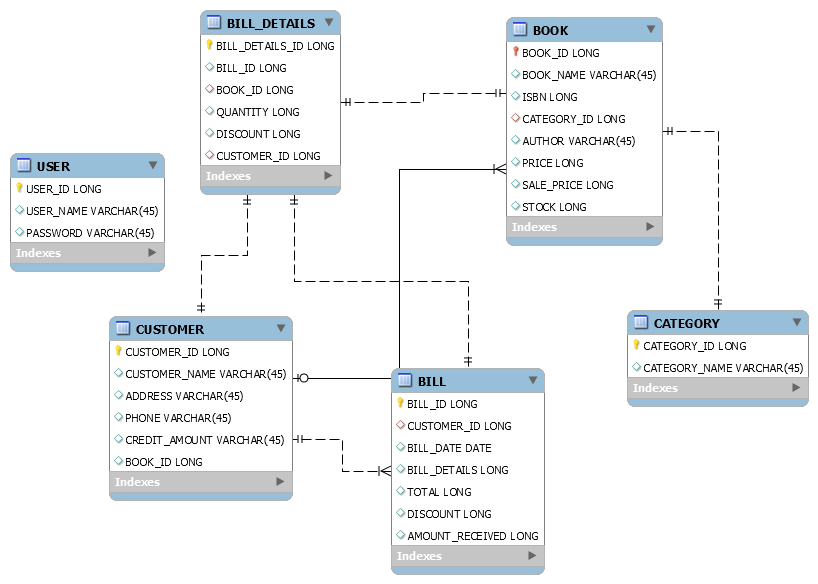 BILL_DETAILS
BILL_DETAILS_ID LONG
BILL_ID LONG
BOOK_ID LONG
QUANTITY LONG
DISCOUNT LONG
CUSTOMER_ID LONG
Indexes
BOOK
BOOK_ID LONG
BOOK_NAME VARCHAR(45)
ISBN LONG
CATEGORY_ID LONG
AUTHOR VARCHAR(45)
PRICE LONG
SALE_PRICE LONG
STOCK LONG
Indexes
USER
USER_ID LONG
USER_NAME VARCHAR(45)
PASSWORD VARCHAR(45)
Indexes
CUSTOMER
CUSTOMER_ID LONG
CUSTOMER_NAME VARCHAR(45)
ADDRESS VARCHAR(45)
PHONE VARCHAR(45)
CREDIT_AMOUNT VARCHAR(45)
BOOK_ID LONG
Indexes
BILL
BILL_ID LONG
CUSTOMER_ID LONG
BILL_DATE DATE
BILL_DETAILS LONG
TOTAL LONG
DISCOUNT LONG
AMOUNT_RECEIVED LONG
Indexes
CATEGORY
CATEGORY_ID LONG
CATEGORY_NAME VARCHAR(45)
Indexes